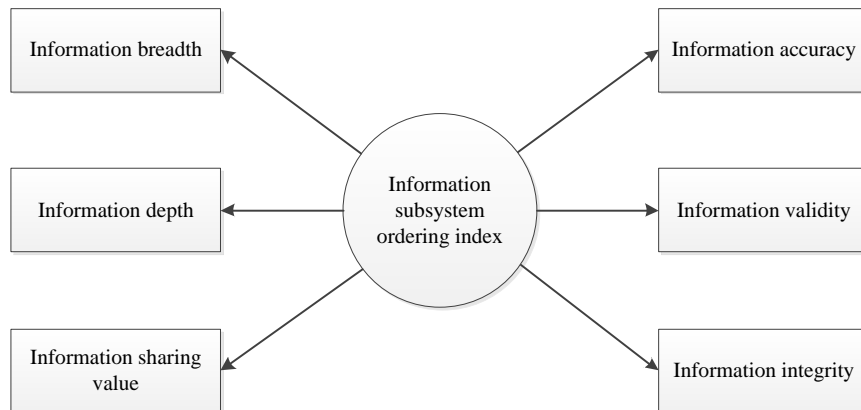 Information breadth
Information accuracy
Information
subsystem
ordering index
Information depth
Information validity
Information sharing
value
Information integrity